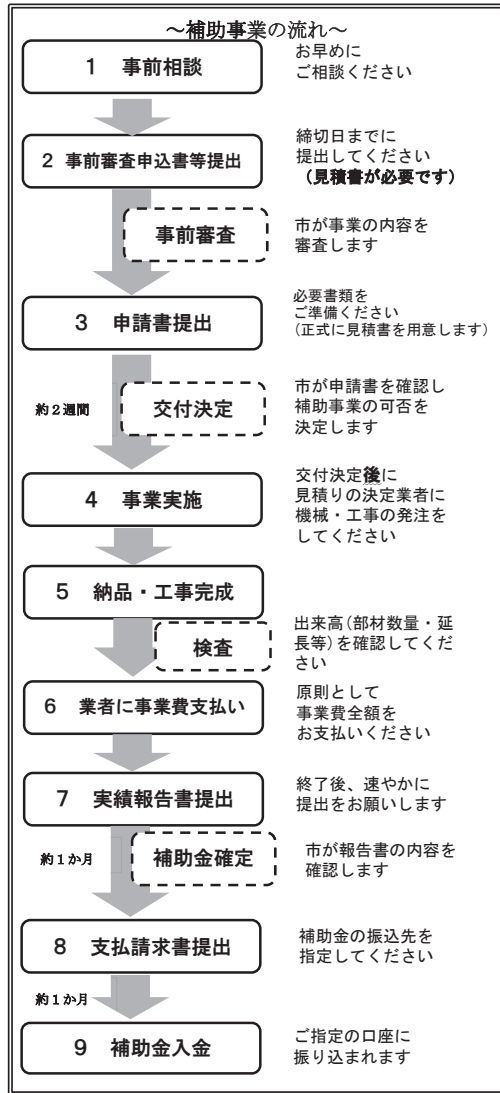 ～補助事業の流れ～
1　事前相談
お早めに
ご相談ください
2　事前審査申込書等提出
締切日までに
提出してください
(見積書が必要です)
事前審査
市が事業の内容を
審査します
3　申請書提出
必要書類を
ご準備ください
(正式に見積書を用意します)
約２週間
交付決定
市が申請書を確認し
補助事業の可否を
決定します
4　事業実施
交付決定後に
見積りの決定業者に
機械・工事の発注を
してください
5　納品・工事完成
検査
出来高(部材数量・延
長等)を確認してくだ
さい
6　業者に事業費支払い
原則として
事業費全額を
お支払いください
7　実績報告書提出
終了後、速やかに
提出をお願いします
約１か月
補助金確定
市が報告書の内容を
確認します
8　支払請求書提出
補助金の振込先を
指定してください
約１か月
9　補助金入金
ご指定の口座に
振り込まれます